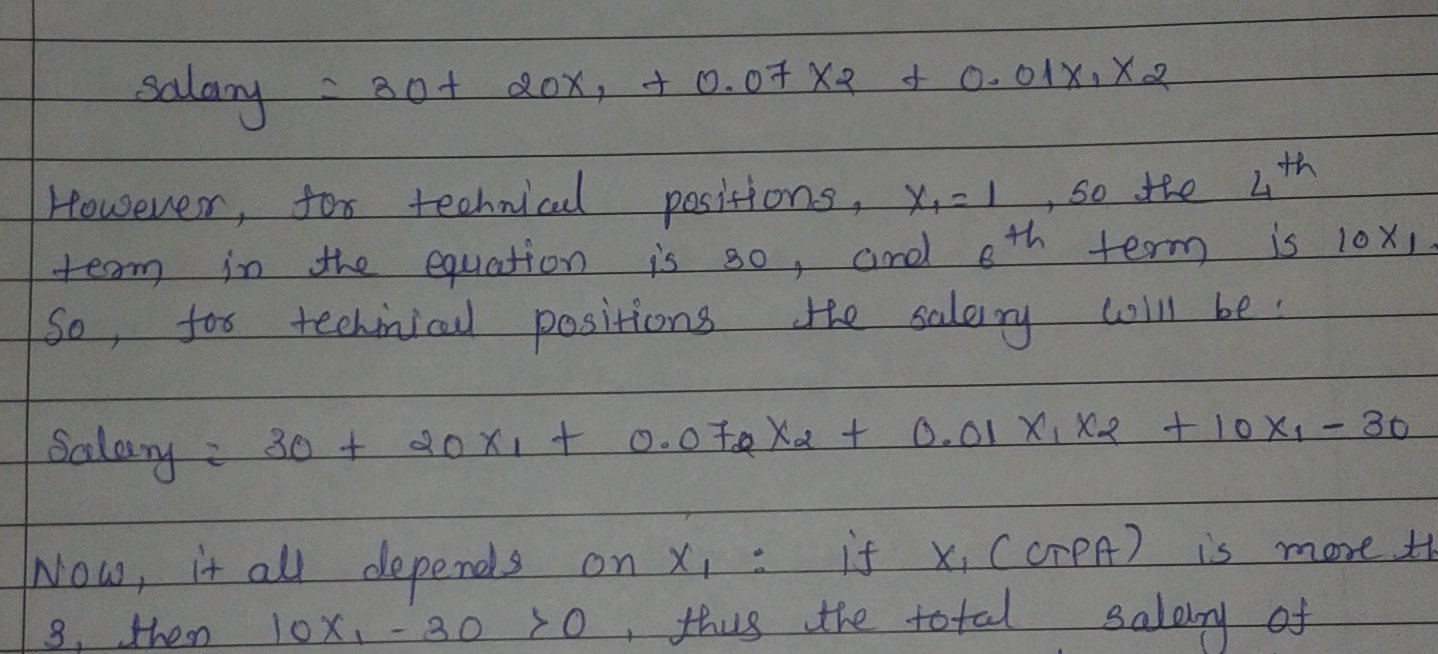 salary = 30+ 20X1 + 0.07 X2 + 0.01X1X2
However, for technical positions, X1=1, so the 4th
term in the equation is 30, and 6th term is 10X1.
So, for techinical positions the salary will be:
Salary = 30 + 20X1 + 0.07 X2 + 0.01 X1X2 + 10X1 - 30
Now, it all depends on X1 : if X1 (GPA) is more th
3, then 10X1 - 30 >0, thus the total salary of